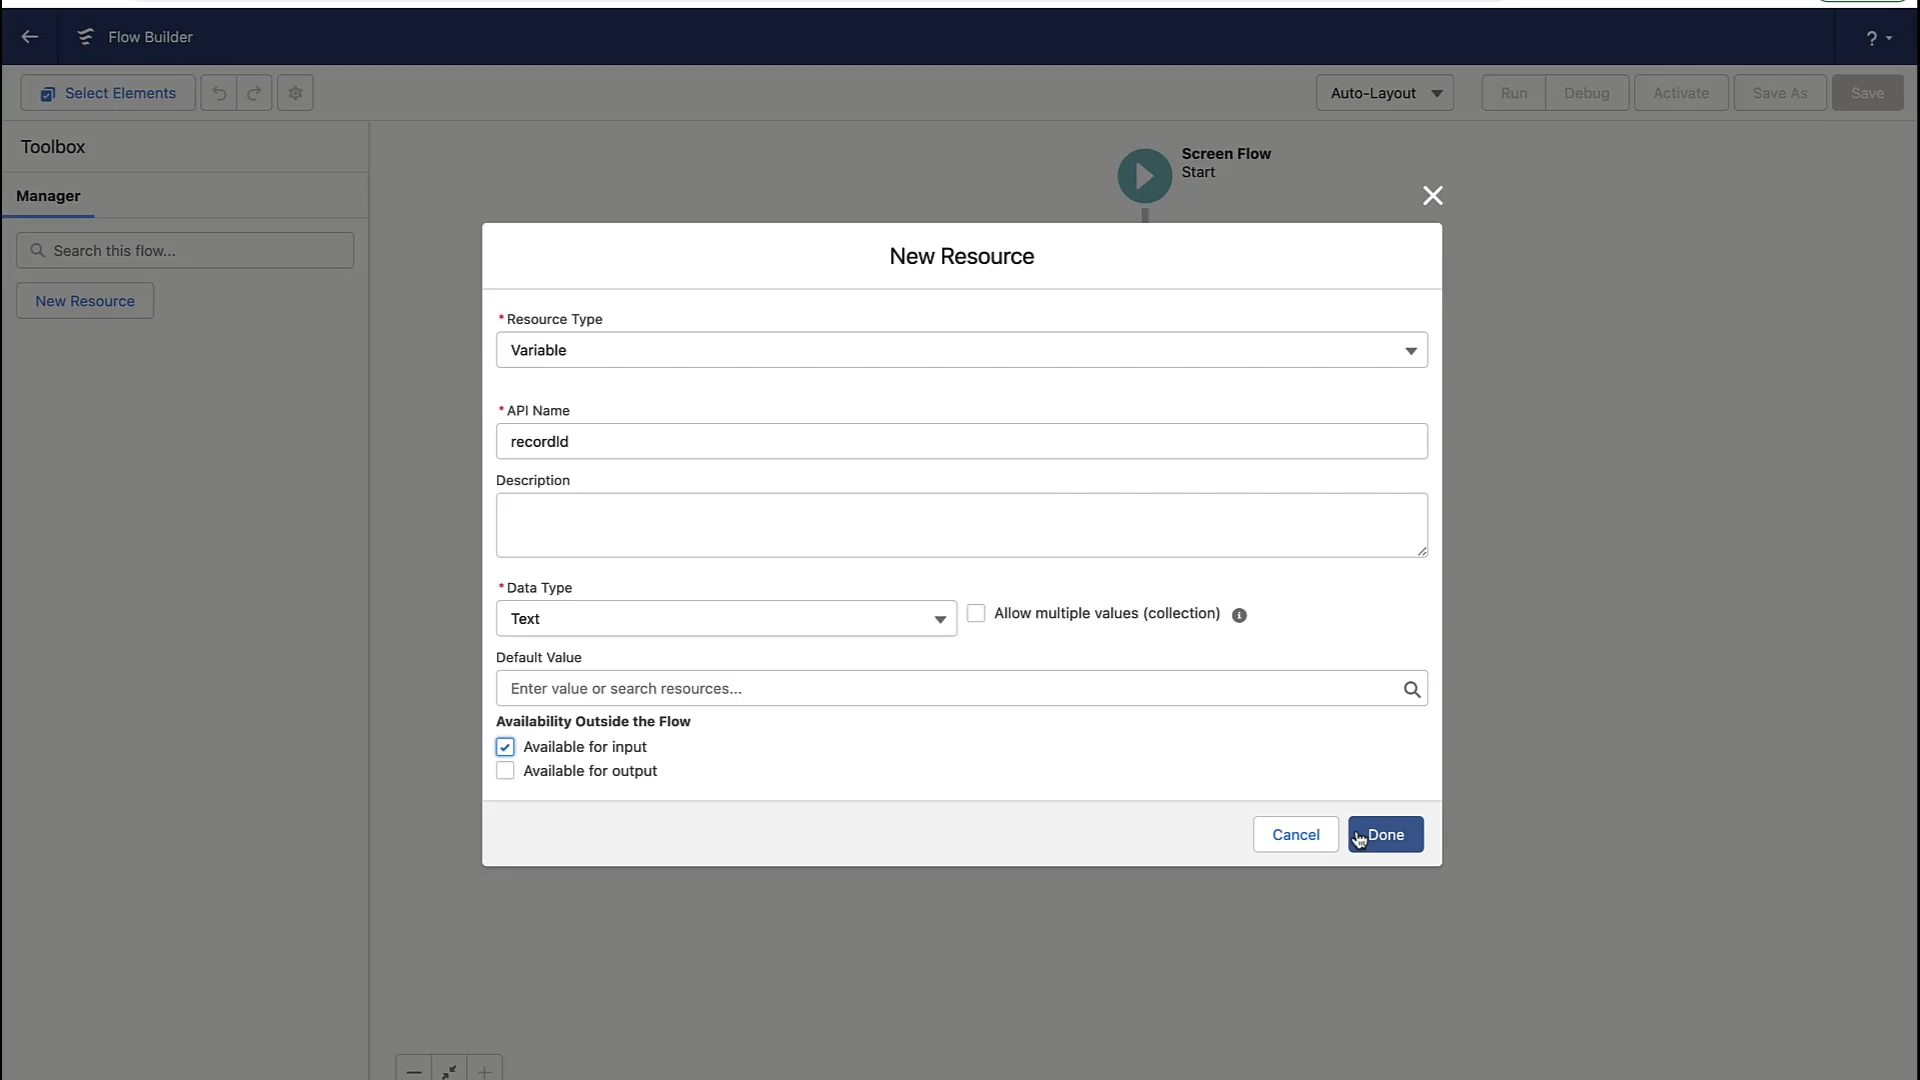 Flow Builder
?
Select Elements
Auto-Layout
Run
Debug
Activate
Save As
Save
Toolbox
Manager
Search this flow...
New Resource
Screen Flow
Start
New Resource
* Resource Type
Variable
* API Name
recordId
Description
* Data Type
Text
Allow multiple values (collection)
Default Value
Enter value or search resources...
Availability Outside the Flow
Available for input
Available for output
Cancel
Done